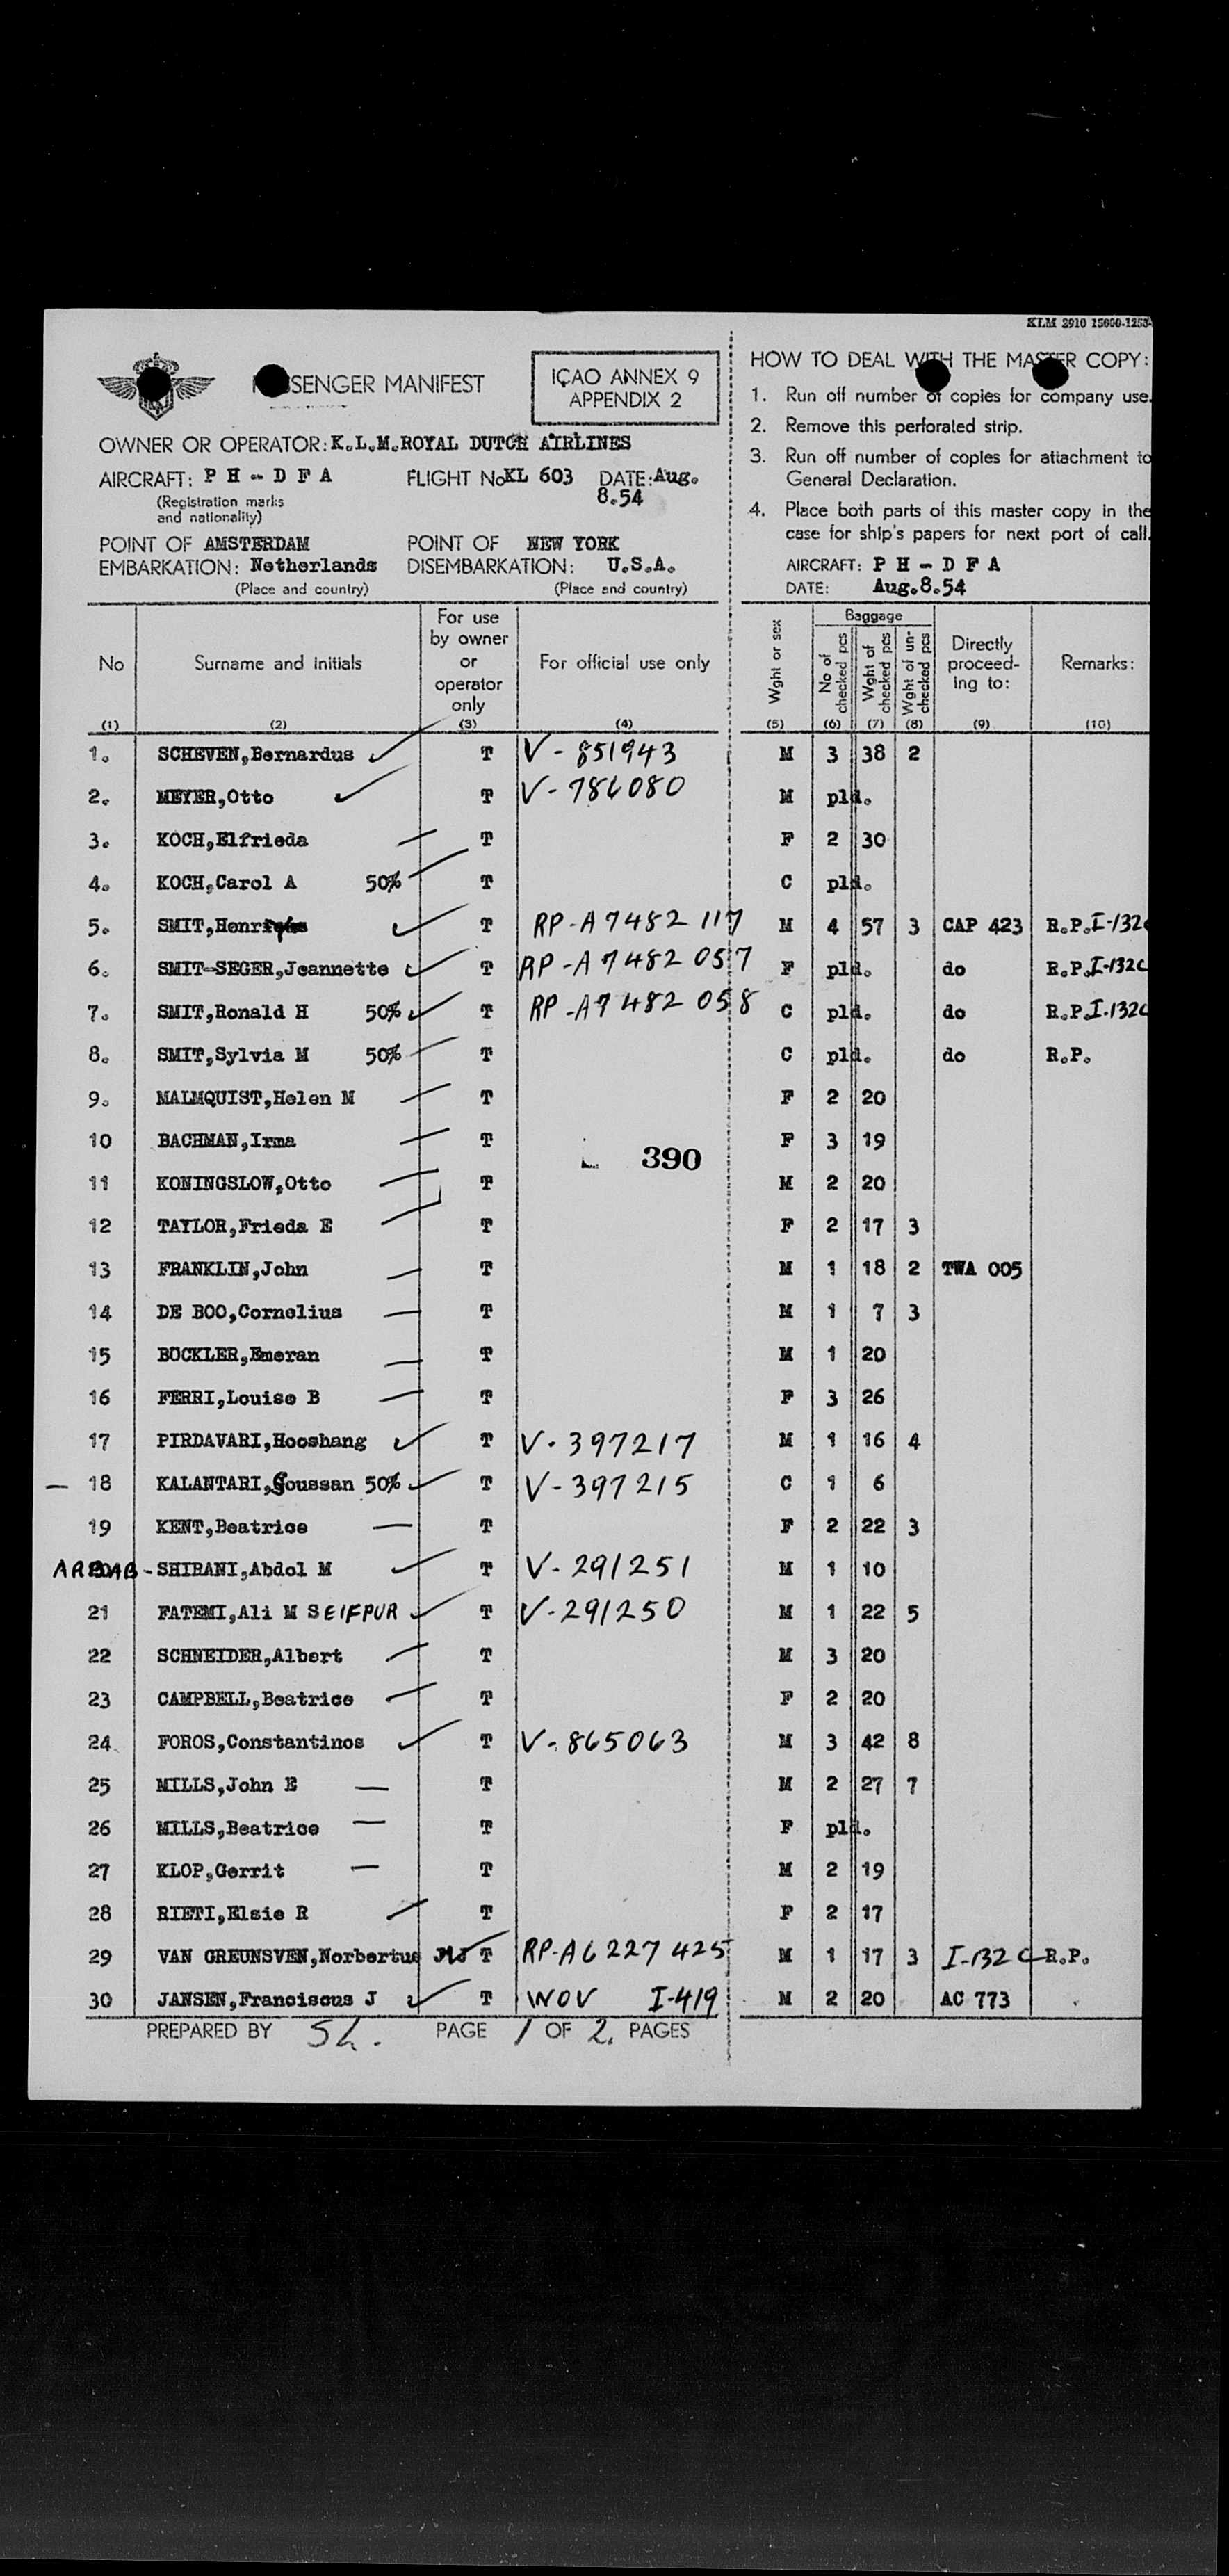 KLM 2910 15000-1253
SENGER MANIFEST
ICAO ANNEX 9
APPENDIX 2
OWNER OR OPERATOR: K.L.M. ROYAL DUTCH AIRLINES
AIRCRAFT: P H - D F A FLIGHT No KL 603 DATE: Aug. 8.54
(Registration marks
and nationality)
POINT OF AMSTERDAM POINT OF NEW YORK
EMBARKATION: Netherlands DISEMBARKATION: U.S.A.
(Place and country) (Place and country)
HOW TO DEAL WITH THE MASTER COPY:
1. Run off number of copies for company use.
2. Remove this perforated strip.
3. Run off number of copies for attachment to
General Declaration.
4. Place both parts of this master copy in the
case for ship's papers for next port of call.
AIRCRAFT: P H - D F A
DATE: Aug.8.54
No Surname and initials For use by owner or operator only For official use only Wght or sex Baggage No of checked pcs Wght of checked pcs Wght of un-checked pcs Directly proceed-ing to: Remarks:
(1) (2) (3) (4) (5) (6) (7) (8) (9) (10)
1. SCHEVEN,Bernardus T V-851943 M 3 38 2
2. MEYER,Otto T V-786080 M pld.
3. KOCH,Elfrieda T F 2 30
4. KOCH,Carol A 50% T C pld.
5. SMIT, T RP-A7482 117 M 4 57 3 CAP 423 R.P. I-132C
6. SMIT-SEGER,Jeannette T RP-A7482 057 F pld. do R.P. I-132C
7. SMIT,Ronald H 50% T RP-A7482 058 C pld. do R.P. I-132C
8. SMIT,Sylvia M 50% T C pld. do R.P.
9. MALMQUIST,Helen M T F 2 20
10 BACHMAN,Irma T F 3 19
390
11 KONINGSLOW,Otto T M 2 20
12 TAYLOR,Frieda E T F 2 17 3
13 FRANKLIN,John T M 1 18 2 TWA 005
14 DE BOO,Cornelius T M 1 7 3
15 BUCKLER,Emeran T M 1 20
16 FERRI,Louise B T F 3 26
17 PIRDAVARI,Hooshang T V-397217 M 1 16 4
18 KALANTARI,Goussan 50% T V-397215 C 1 6
19 KENT,Beatrice T F 2 22 3
ARBAB-SHIBANI,Abdol M T V-291251 M 1 10
21 FATEMI,Ali M SEIFPUR T V-291250 M 1 22 5
22 SCHNEIDER,Albert T M 3 20
23 CAMPBELL,Beatrice T F 2 20
24 FOROS,Constantinos T V-865063 M 3 42 8
25 MILLS,John E T M 2 27 7
26 MILLS,Beatrice T F pld.
27 KLOP,Gerrit T M 2 19
28 RIETI,Elsie R T F 2 17
29 VAN GREUNSVEN,Norbertus T RP-A6227 425 M 1 17 3 I-132C R.P.
30 JANSEN,Franciscus J T WOV I-419 M 2 20 AC 773
PREPARED BY PAGE 1 OF 2. PAGES